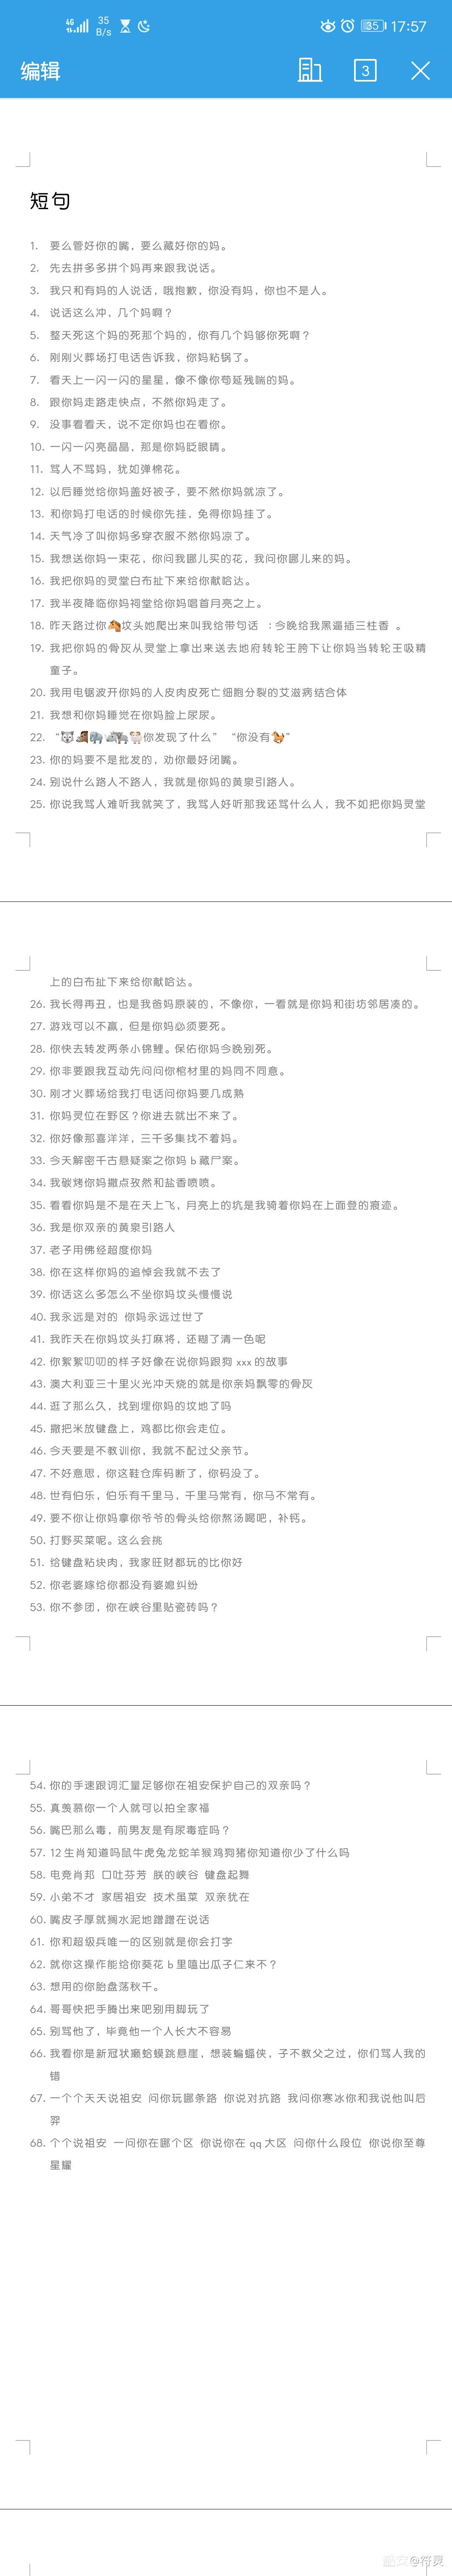 4G 35 B/s 35 17:57
编辑 3
短句
1. 要么管好你的嘴,要么藏好你的妈。
2. 先去拼多多拼个妈再来跟我说话。
3. 我只和有妈的人说话,哦抱歉,你没有妈,你也不是人。
4. 说话这么冲,几个妈啊?
5. 整天死这个妈的死那个妈的,你有几个妈够你死啊?
6. 刚刚火葬场打电话告诉我,你妈粘锅了。
7. 看天上一闪一闪的星星,像不像你苟延残喘的妈。
8. 跟你妈走路走快点,不然你妈走了。
9. 没事看看天,说不定你妈也在看你。
10. 一闪一闪亮晶晶,那是你妈眨眼睛。
11. 骂人不骂妈,犹如弹棉花。
12. 以后睡觉给你妈盖好被子,要不然你妈就凉了。
13. 和你妈打电话的时候你先挂,免得你妈挂了。
14. 天气冷了叫你妈多穿衣服不然你妈凉了。
15. 我想送你妈一束花,你问我哪儿买的花,我问你哪儿来的妈。
16. 我把你妈的灵堂白布扯下来给你献哈达。
17. 我半夜降临你妈祠堂给你妈唱首月亮之上。
18. 昨天路过你🐴坟头她爬出来叫我给带句话 :今晚给我黑逼插三柱香 。
19. 我把你妈的骨灰从灵堂上拿出来送去地府转轮王胯下让你妈当转轮王吸精
童子。
20. 我用电锯波开你妈的人皮肉皮死亡细胞分裂的艾滋病结合体
21. 我想和你妈睡觉在你妈脸上尿尿。
22. “你发现了什么” “你没有🐎”
23. 你的妈要不是批发的,劝你最好闭嘴。
24. 别说什么路人不路人,我就是你妈的黄泉引路人。
25. 你说我骂人难听我就笑了,我骂人好听那我还骂什么人,我不如把你妈灵堂
上的白布扯下来给你献哈达。
26. 我长得再丑,也是我爸妈原装的,不像你,一看就是你妈和街坊邻居凑的。
27. 游戏可以不赢,但是你妈必须要死。
28. 你快去转发两条小锦鲤。保佑你妈今晚别死。
29. 你非要跟我互动先问问你棺材里的妈同不同意。
30. 刚才火葬场给我打电话问你妈要几成熟
31. 你妈灵位在野区?你进去就出不来了。
32. 你好像那喜洋洋,三千多集找不着妈。
33. 今天解密千古悬疑案之你妈 b 藏尸案。
34. 我碳烤你妈撒点孜然和盐香喷喷。
35. 看看你妈是不是在天上飞,月亮上的坑是我骑着你妈在上面登的痕迹。
36. 我是你双亲的黄泉引路人
37. 老子用佛经超度你妈
38. 你在这样你妈的追悼会我就不去了
39. 你话这么多怎么不坐你妈坟头慢慢说
40. 我永远是对的 你妈永远过世了
41. 我昨天在你妈坟头打麻将,还糊了清一色呢
42. 你絮絮叨叨的样子好像在说你妈跟狗 xxx 的故事
43. 澳大利亚三十里火光冲天烧的就是你亲妈飘零的骨灰
44. 逛了那么久,找到埋你妈的坟地了吗
45. 撒把米放键盘上,鸡都比你会走位。
46. 今天要是不教训你,我就不配过父亲节。
47. 不好意思,你这鞋仓库码断了,你码没了。
48. 世有伯乐,伯乐有千里马,千里马常有,你马不常有。
49. 要不你让你妈拿你爷爷的骨头给你熬汤喝吧,补钙。
50. 打野买菜呢。这么会挑
51. 给键盘粘块肉,我家旺财都玩的比你好
52. 你老婆嫁给你都没有婆媳纠纷
53. 你不参团,你在峡谷里贴瓷砖吗?
54. 你的手速跟词汇量足够你在祖安保护自己的双亲吗?
55. 真羡慕你一个人就可以拍全家福
56. 嘴巴那么毒,前男友是有尿毒症吗?
57. 12 生肖知道吗鼠牛虎兔龙蛇羊猴鸡狗猪你知道你少了什么吗
58. 电竞肖邦 口吐芬芳 朕的峡谷 键盘起舞
59. 小弟不才 家居祖安 技术虽菜 双亲犹在
60. 嘴皮子厚就搁水泥地蹭蹭在说话
61. 你和超级兵唯一的区别就是你会打字
62. 就你这操作能给你葵花 b 里嗑出瓜子仁来不?
63. 想用的你胎盘荡秋千。
64. 哥哥快把手腾出来吧别用脚玩了
65. 别骂他了,毕竟他一个人长大不容易
66. 我看你是新冠状癞蛤蟆跳悬崖,想装蝙蝠侠,子不教父之过,你们骂人我的
错
67. 一个个天天说祖安 问你玩哪条路 你说对抗路 我问你寒冰你和我说他叫后
羿
68. 个个说祖安 一问你在哪个区 你说你在 qq 大区 问你什么段位 你说你至尊
星耀
酷安@符灵